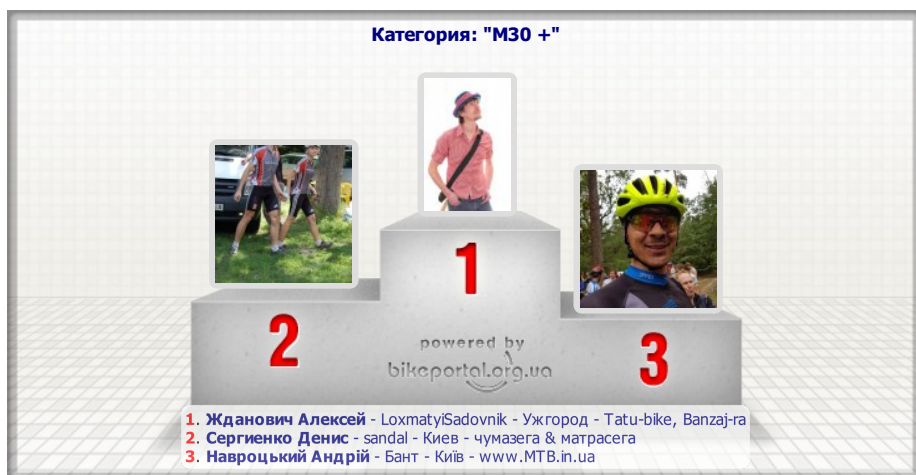 Категория: "М30 +"
1
2
3
powered by
bikeportal.org.ua
1. Жданович Алексей - LoxmatyiSadovnik - Ужгород - Tatu-bike, Banzaj-ra
2. Сергиенко Денис - sandal - Киев - чумазега & матрасега
3. Навроцький Андрій - Бант - Київ - www.MTB.in.ua